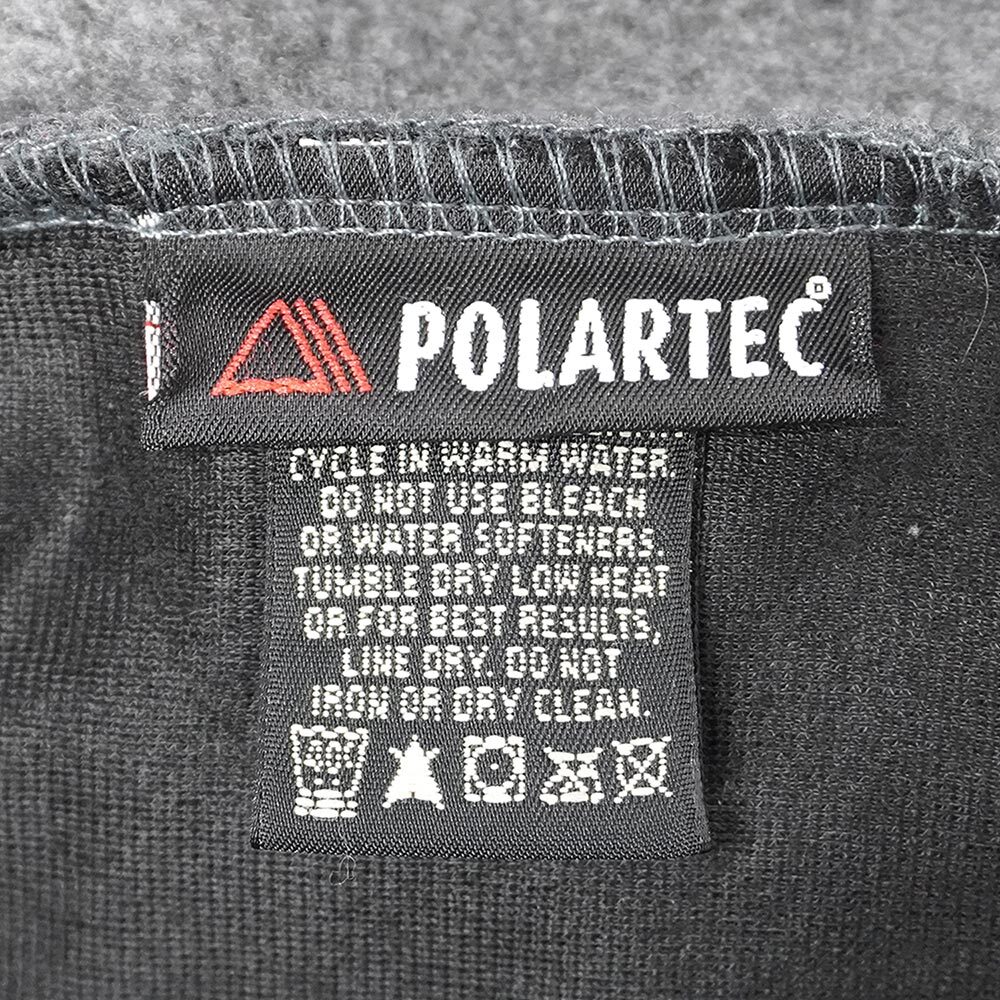 POLARTEC®
CYCLE IN WARM WATER.
DO NOT USE BLEACH
OR WATER SOFTENERS.
TUMBLE DRY LOW HEAT
OR FOR BEST RESULTS,
LINE DRY. DO NOT
IRON OR DRY CLEAN.